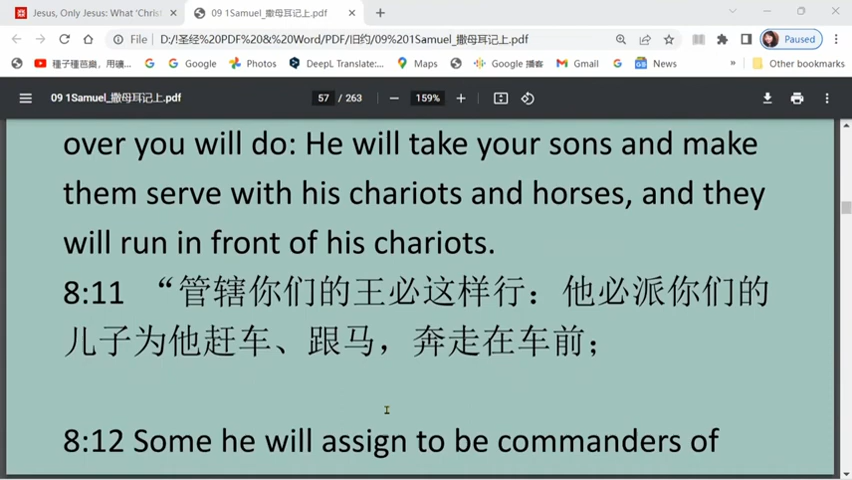 Jesus, Only Jesus: What 'Christ
09 1Samuel_撒母耳记上.pdf
File
D:/!圣经%20PDF%20&%20Word/PDF/旧约/09%201Samuel_撒母耳记上.pdf
Paused
Google
Photos
DeepL Translate:...
Maps
Google 播客
Gmail
News
»
Other bookmarks
09 1Samuel_撒母耳记上.pdf
57 / 263
159%
over you will do: He will take your sons and make
them serve with his chariots and horses, and they
will run in front of his chariots.
8:11 “管辖你们的王必这样行：他必派你们的
儿子为他赶车、跟马，奔走在车前；
8:12 Some he will assign to be commanders of